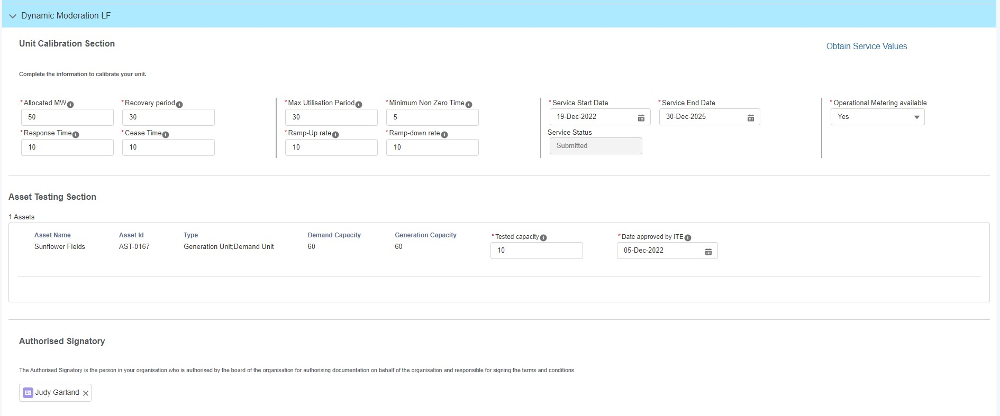 Dynamic Moderation LF
Unit Calibration Section
Obtain Service Values
Complete the information to calibrate your unit.
*Allocated MW
50
*Recovery period
30
*Max Utilisation Period
30
*Minimum Non Zero Time
5
*Service Start Date
19-Dec-2022
*Service End Date
30-Dec-2025
*Operational Metering available
Yes
*Response Time
10
*Cease Time
10
*Ramp-Up rate
10
*Ramp-down rate
10
Service Status
Submitted
Asset Testing Section
1 Assets
Asset Name Asset Id Type Demand Capacity Generation Capacity
Sunflower Fields AST-0167 Generation Unit;Demand Unit 60 60
*Tested capacity
10
*Date approved by ITE
05-Dec-2022
Authorised Signatory
The Authorised Signatory is the person in your organisation who is authorised by the board of the organisation for authorising documentation on behalf of the organisation and responsible for signing the terms and conditions
Judy Garland